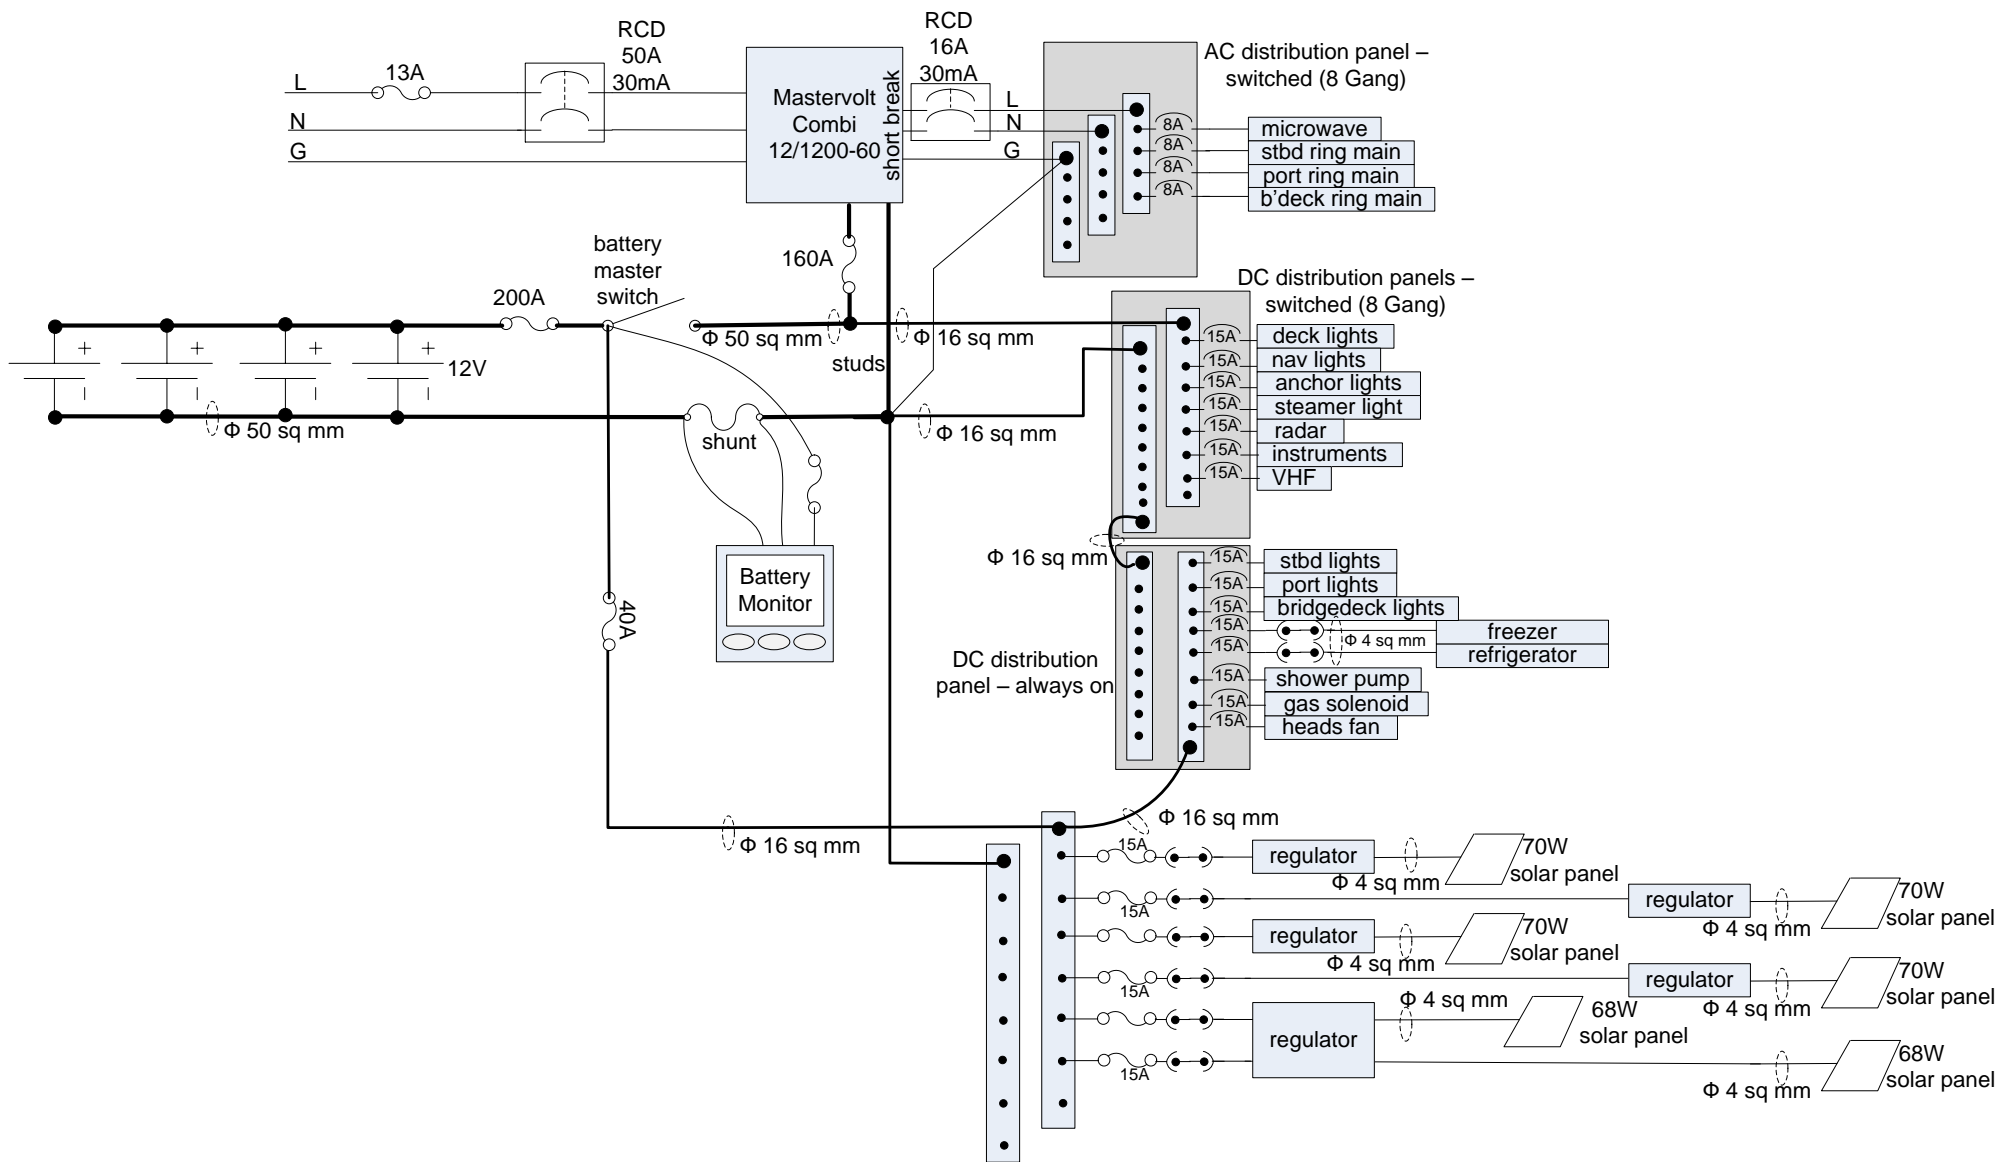 RCD
50A
30mA
RCD
16A
30mA
13A
L
N
G
Mastervolt
Combi
12/1200-60
short break
L
N
G
AC distribution panel –
switched (8 Gang)
8A
microwave
8A
stbd ring main
8A
port ring main
8A
b'deck ring main
160A
battery
master
switch
200A
+
+
+
+
|
|
|
|
12V
Φ 50 sq mm
Φ 50 sq mm
Φ 16 sq mm
studs
shunt
Φ 16 sq mm
DC distribution panels –
switched (8 Gang)
15A
deck lights
15A
nav lights
15A
anchor lights
15A
steamer light
15A
radar
15A
instruments
15A
VHF
Φ 16 sq mm
Battery
Monitor
40A
DC distribution
panel – always on
15A
stbd lights
15A
port lights
15A
bridgedeck lights
15A
freezer
Φ 4 sq mm
15A
refrigerator
15A
shower pump
15A
gas solenoid
15A
heads fan
Φ 16 sq mm
Φ 16 sq mm
15A
regulator
Φ 4 sq mm
70W
solar panel
15A
regulator
Φ 4 sq mm
70W
solar panel
regulator
Φ 4 sq mm
70W
solar panel
15A
regulator
Φ 4 sq mm
70W
solar panel
Φ 4 sq mm
68W
solar panel
regulator
15A
Φ 4 sq mm
68W
solar panel